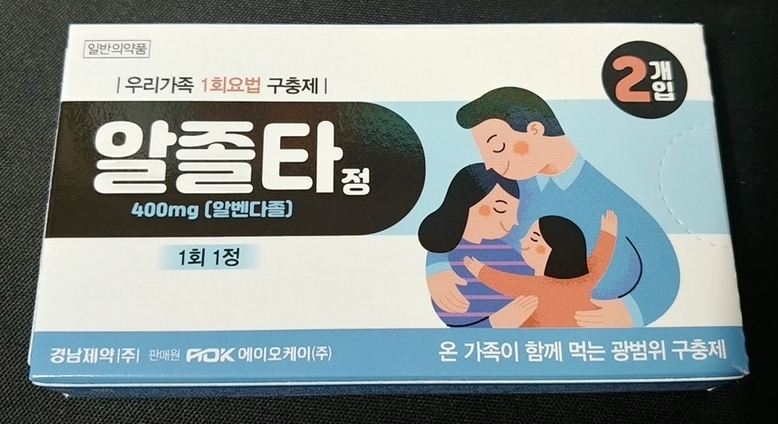 일반의약품
|우리가족 1회요법 구충제|
2개입
알졸타정
400mg (알벤다졸)
1회 1정
경남제약|주| 판매원 AOK 에이오케이(주)
온 가족이 함께 먹는 광범위 구충제